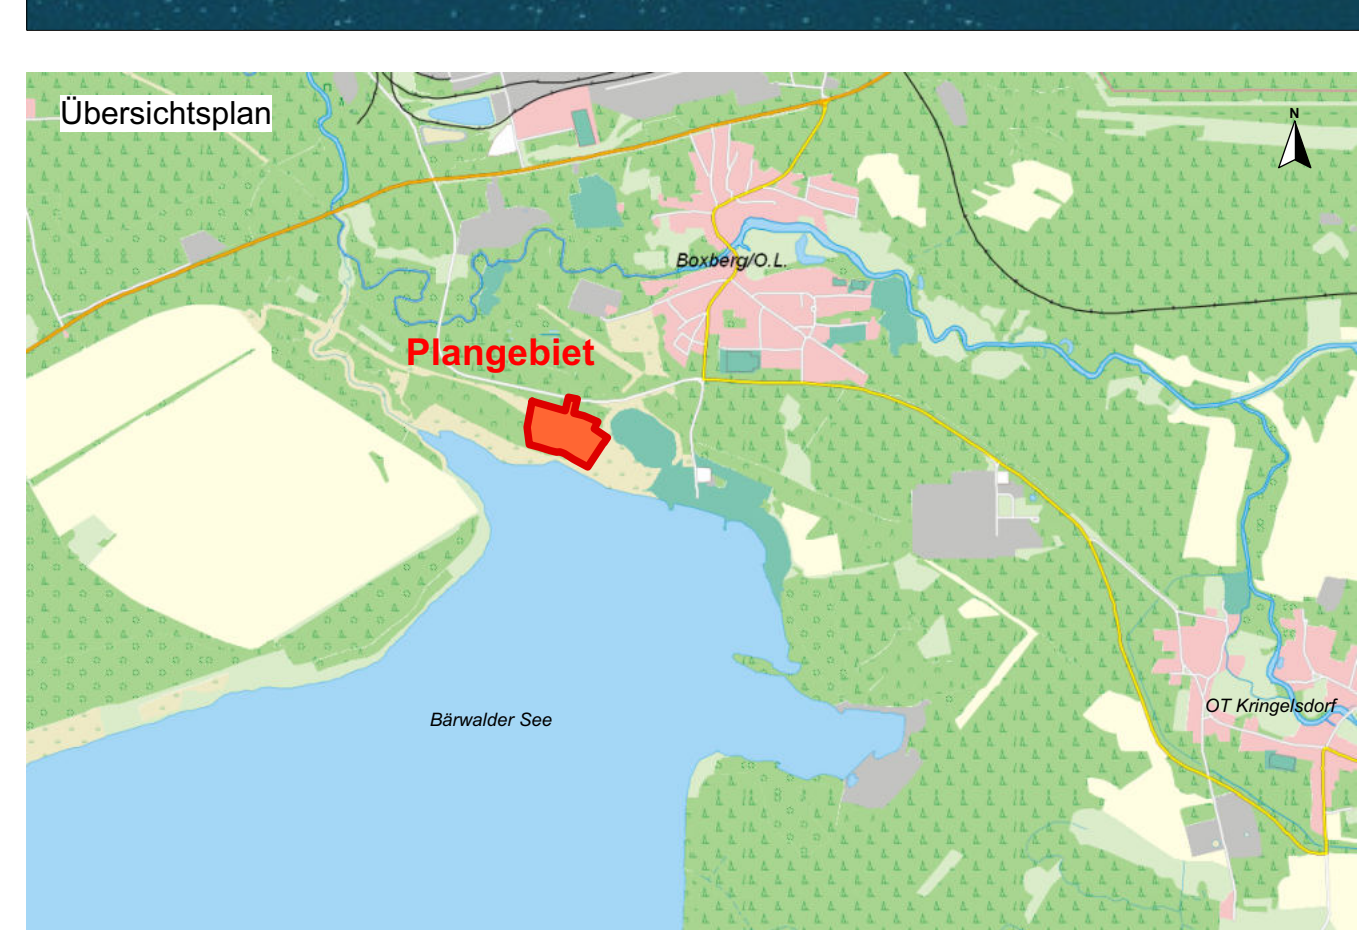 Übersichtsplan
N
Boxberg/O.L.
Plangebiet
Bärwalder See
OT Kringelsdorf